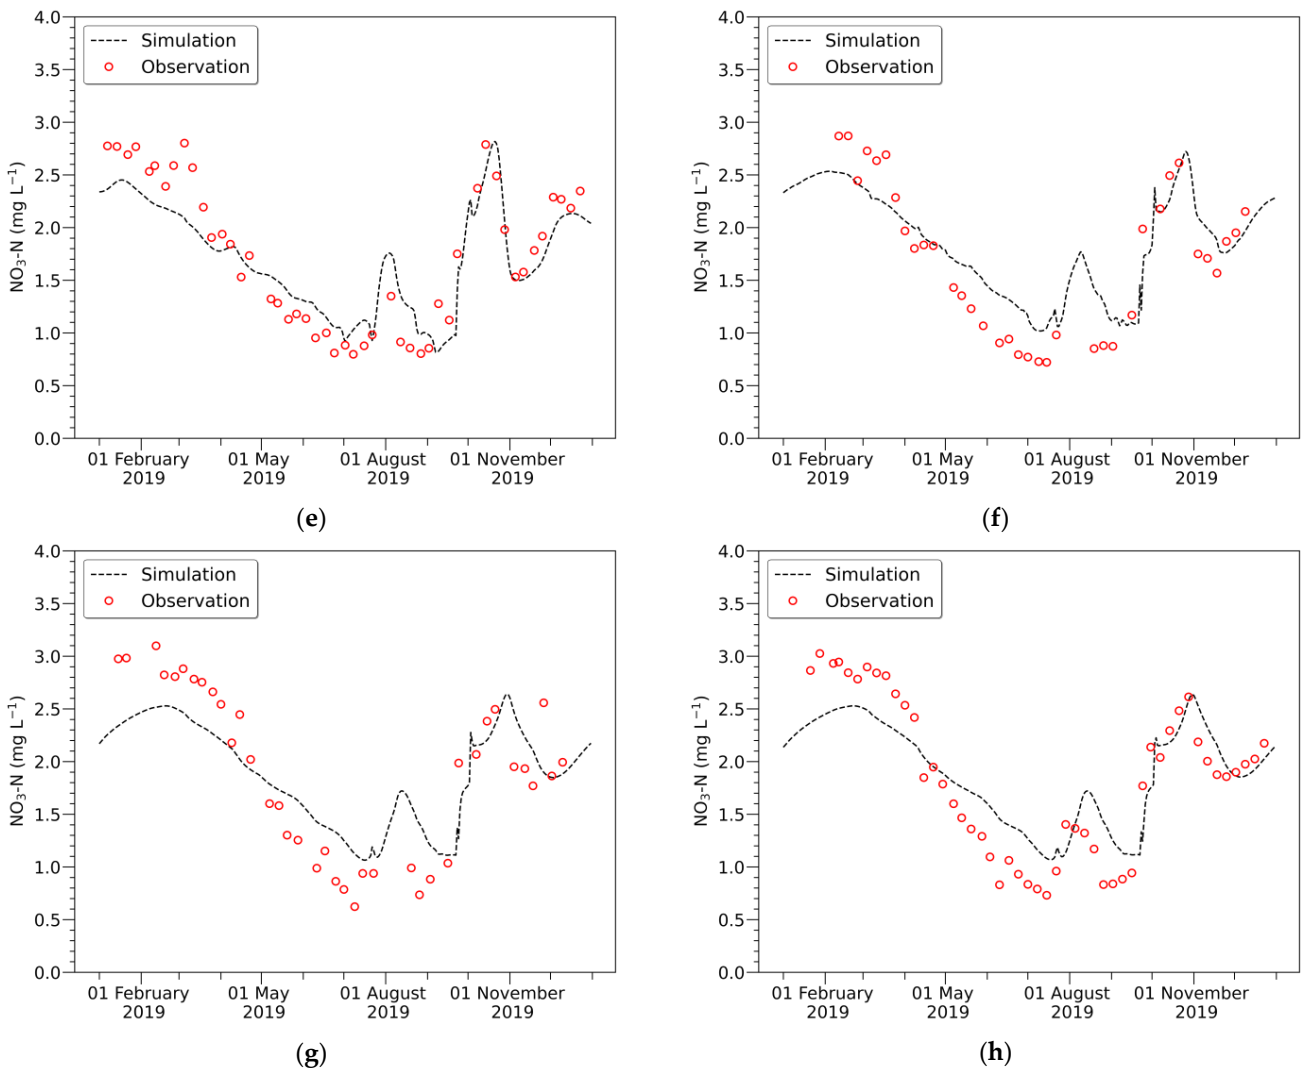 4.0
3.5
3.0
2.5
2.0
1.5
1.0
0.5
0.0
NO₃-N (mg L⁻¹)
Simulation
Observation
01 February
2019
01 May
2019
01 August
2019
01 November
2019
(e)
4.0
3.5
3.0
2.5
2.0
1.5
1.0
0.5
0.0
NO₃-N (mg L⁻¹)
Simulation
Observation
01 February
2019
01 May
2019
01 August
2019
01 November
2019
(f)
4.0
3.5
3.0
2.5
2.0
1.5
1.0
0.5
0.0
NO₃-N (mg L⁻¹)
Simulation
Observation
01 February
2019
01 May
2019
01 August
2019
01 November
2019
(g)
4.0
3.5
3.0
2.5
2.0
1.5
1.0
0.5
0.0
NO₃-N (mg L⁻¹)
Simulation
Observation
01 February
2019
01 May
2019
01 August
2019
01 November
2019
(h)